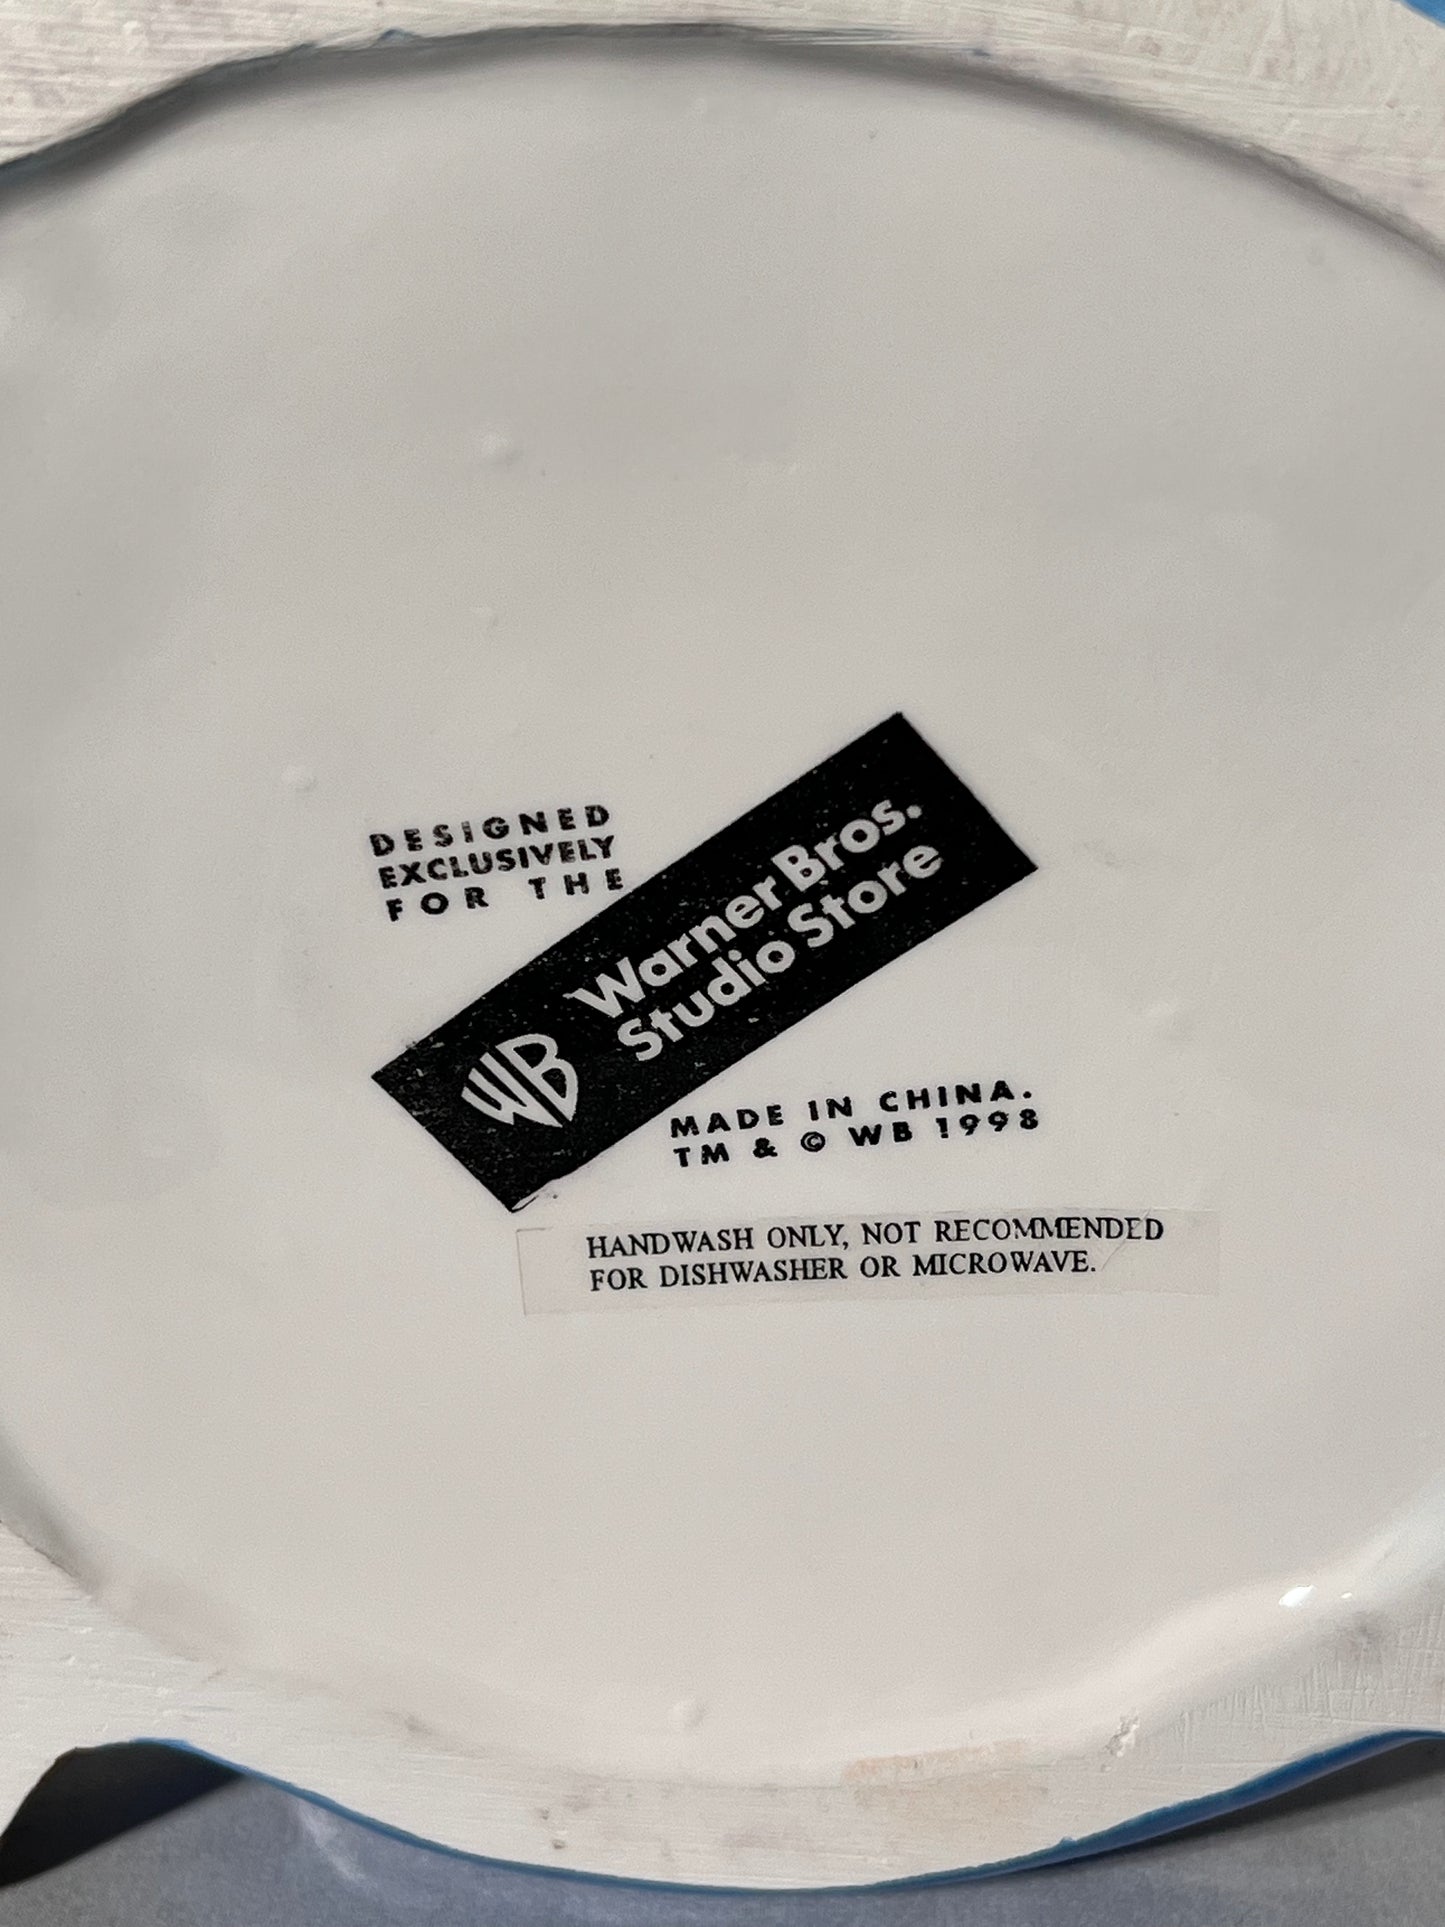 DESIGNED
EXCLUSIVELY
FOR THE
WB
Warner Bros.
Studio Store
MADE IN CHINA.
TM & © WB 1998
HANDWASH ONLY, NOT RECOMMENDED
FOR DISHWASHER OR MICROWAVE.